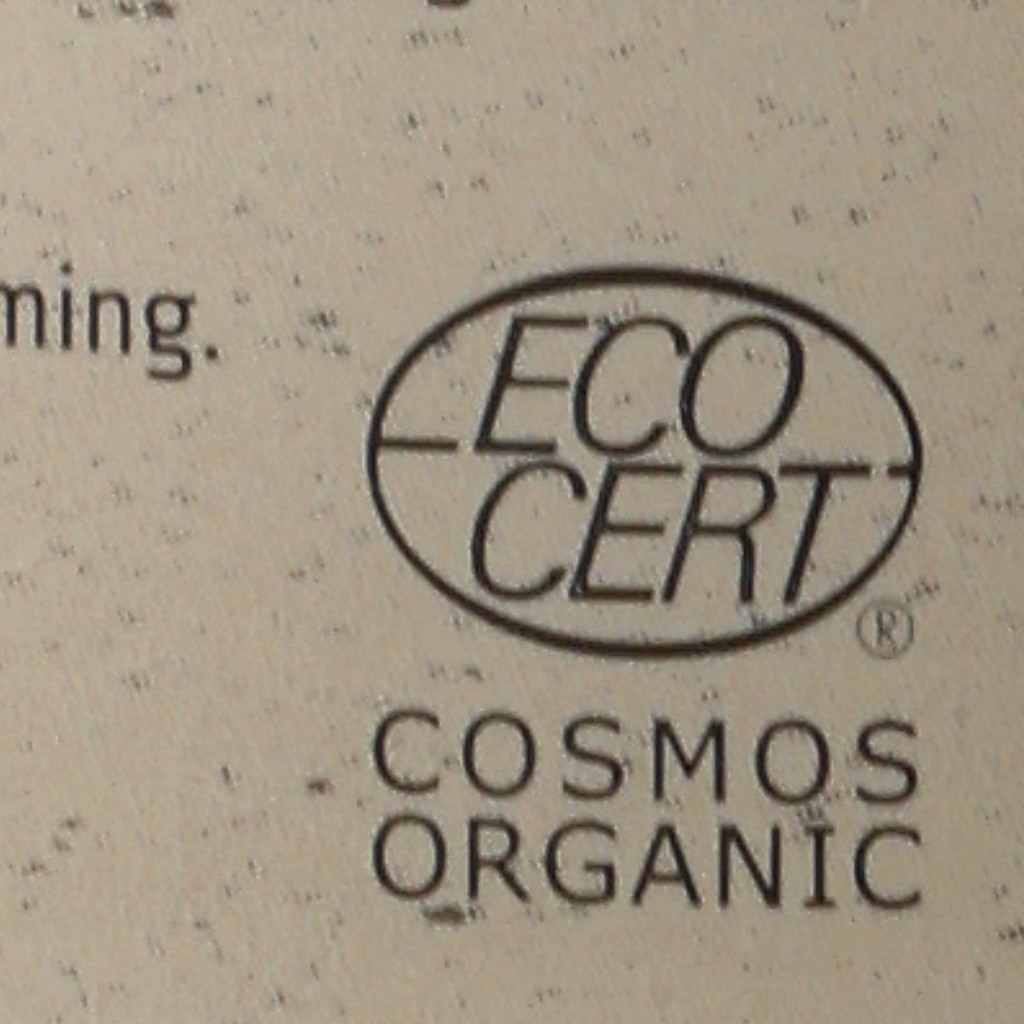 ming.
ECO
CERT
®
COSMOS
ORGANIC